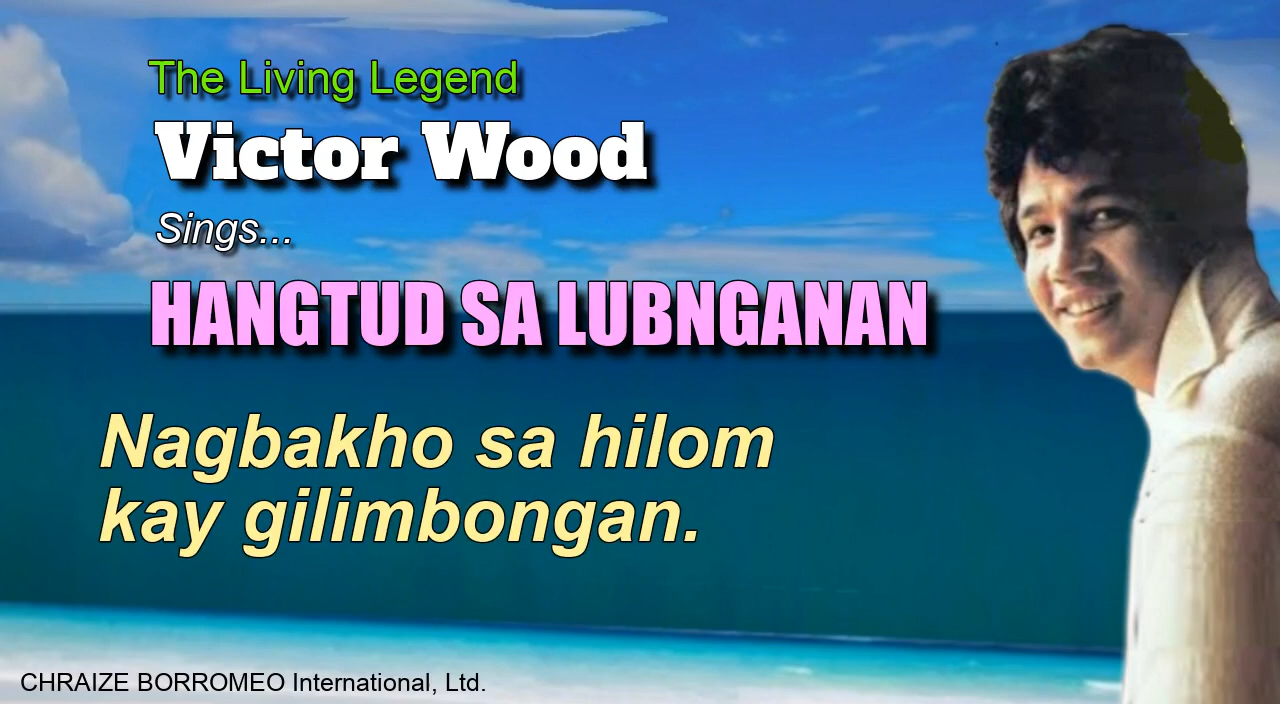 The Living Legend
Victor Wood
Sings...
HANGTUD SA LUBNGANAN
Nagbakho sa hilom
kay gilimbongan.
CHRAIZE BORROMEO International, Ltd.